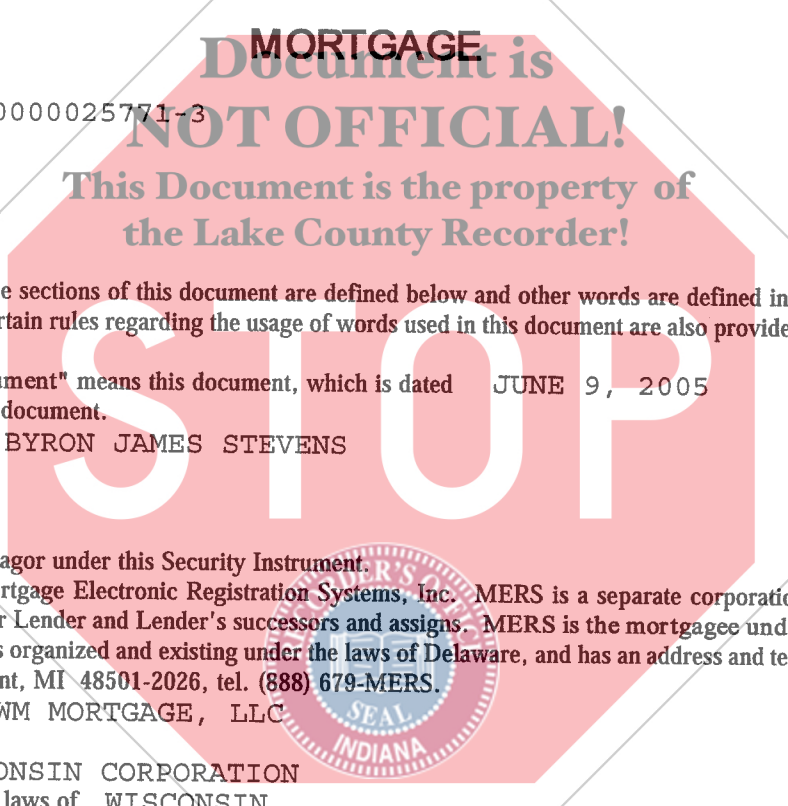 MORTGAGE
Document is
0000025771-3
NOT OFFICIAL!
This Document is the property of
the Lake County Recorder!
e sections of this document are defined below and other words are defined in
rtain rules regarding the usage of words used in this document are also provide
ument" means this document, which is dated JUNE 9, 2005
document.
BYRON JAMES STEVENS
STOP
agor under this Security Instrument.
rtgage Electronic Registration Systems, Inc. MERS is a separate corporatio
r Lender and Lender's successors and assigns. MERS is the mortgagee und
s organized and existing under the laws of Delaware, and has an address and te
nt, MI 48501-2026, tel. (888) 679-MERS.
WM MORTGAGE, LLC
RECORDER'S OFFICE
SEAL
INDIANA
ONSIN CORPORATION
laws of WISCONSIN